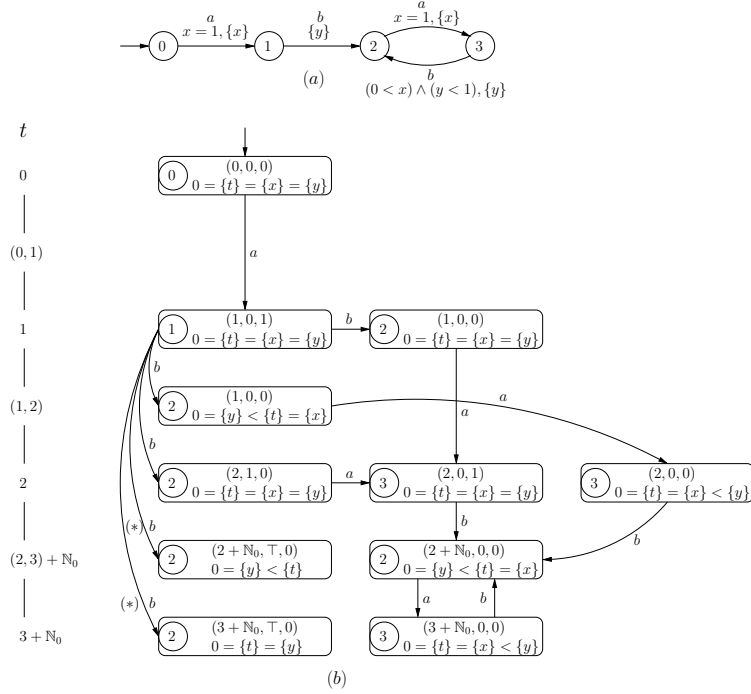 a
x = 1, {x}
b
{y}
a
x = 1, {x}
0
1
2
3
b
(0 < x) ∧ (y < 1), {y}
(a)
t
0
0
(0, 0, 0)
0 = {t} = {x} = {y}
(0, 1)
a
1
1
(1, 0, 1)
0 = {t} = {x} = {y}
b
2
(1, 0, 0)
0 = {t} = {x} = {y}
b
(1, 2)
2
(1, 0, 0)
0 = {y} < {t} = {x}
a
a
b
2
2
(2, 1, 0)
0 = {t} = {x} = {y}
a
3
(2, 0, 1)
0 = {t} = {x} = {y}
3
(2, 0, 0)
0 = {t} = {x} < {y}
(∗) b
b
b
(2, 3) + ℕ₀
2
(2 + ℕ₀, ⊤, 0)
0 = {y} < {t}
2
(2 + ℕ₀, 0, 0)
0 = {y} < {t} = {x}
(∗) b
a
b
3 + ℕ₀
2
(3 + ℕ₀, ⊤, 0)
0 = {t} = {y}
3
(3 + ℕ₀, 0, 0)
0 = {t} = {x} < {y}
(b)